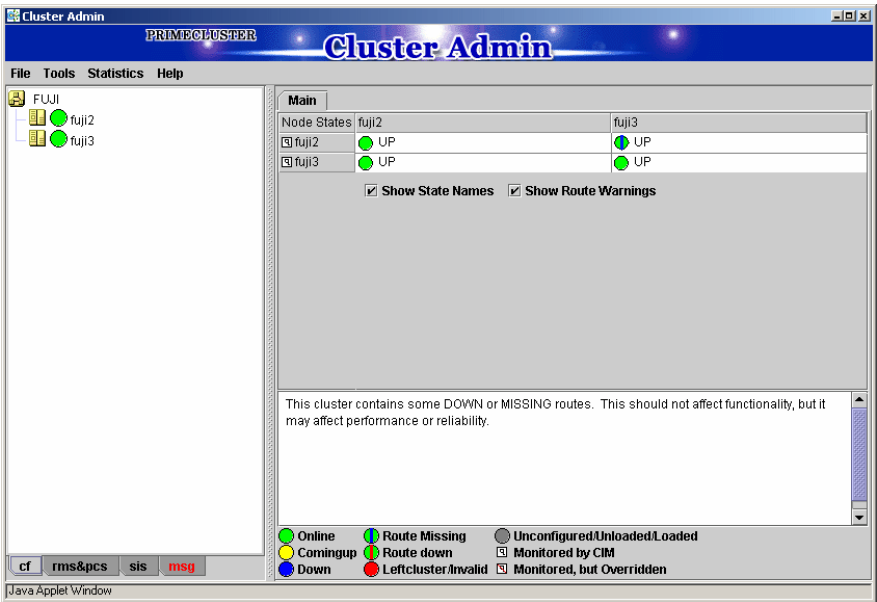 Cluster Admin
PRIMECLUSTER
Cluster Admin
File Tools Statistics Help
FUJI
fuji2
fuji3
Main
Node States fuji2 fuji3
fuji2 UP UP
fuji3 UP UP
Show State Names Show Route Warnings
This cluster contains some DOWN or MISSING routes. This should not affect functionality, but it
may affect performance or reliability.
Online Route Missing Unconfigured/Unloaded/Loaded
Comingup Route down Monitored by CIM
Down Leftcluster/Invalid Monitored, but Overridden
cf rms&pcs sis msg
Java Applet Window